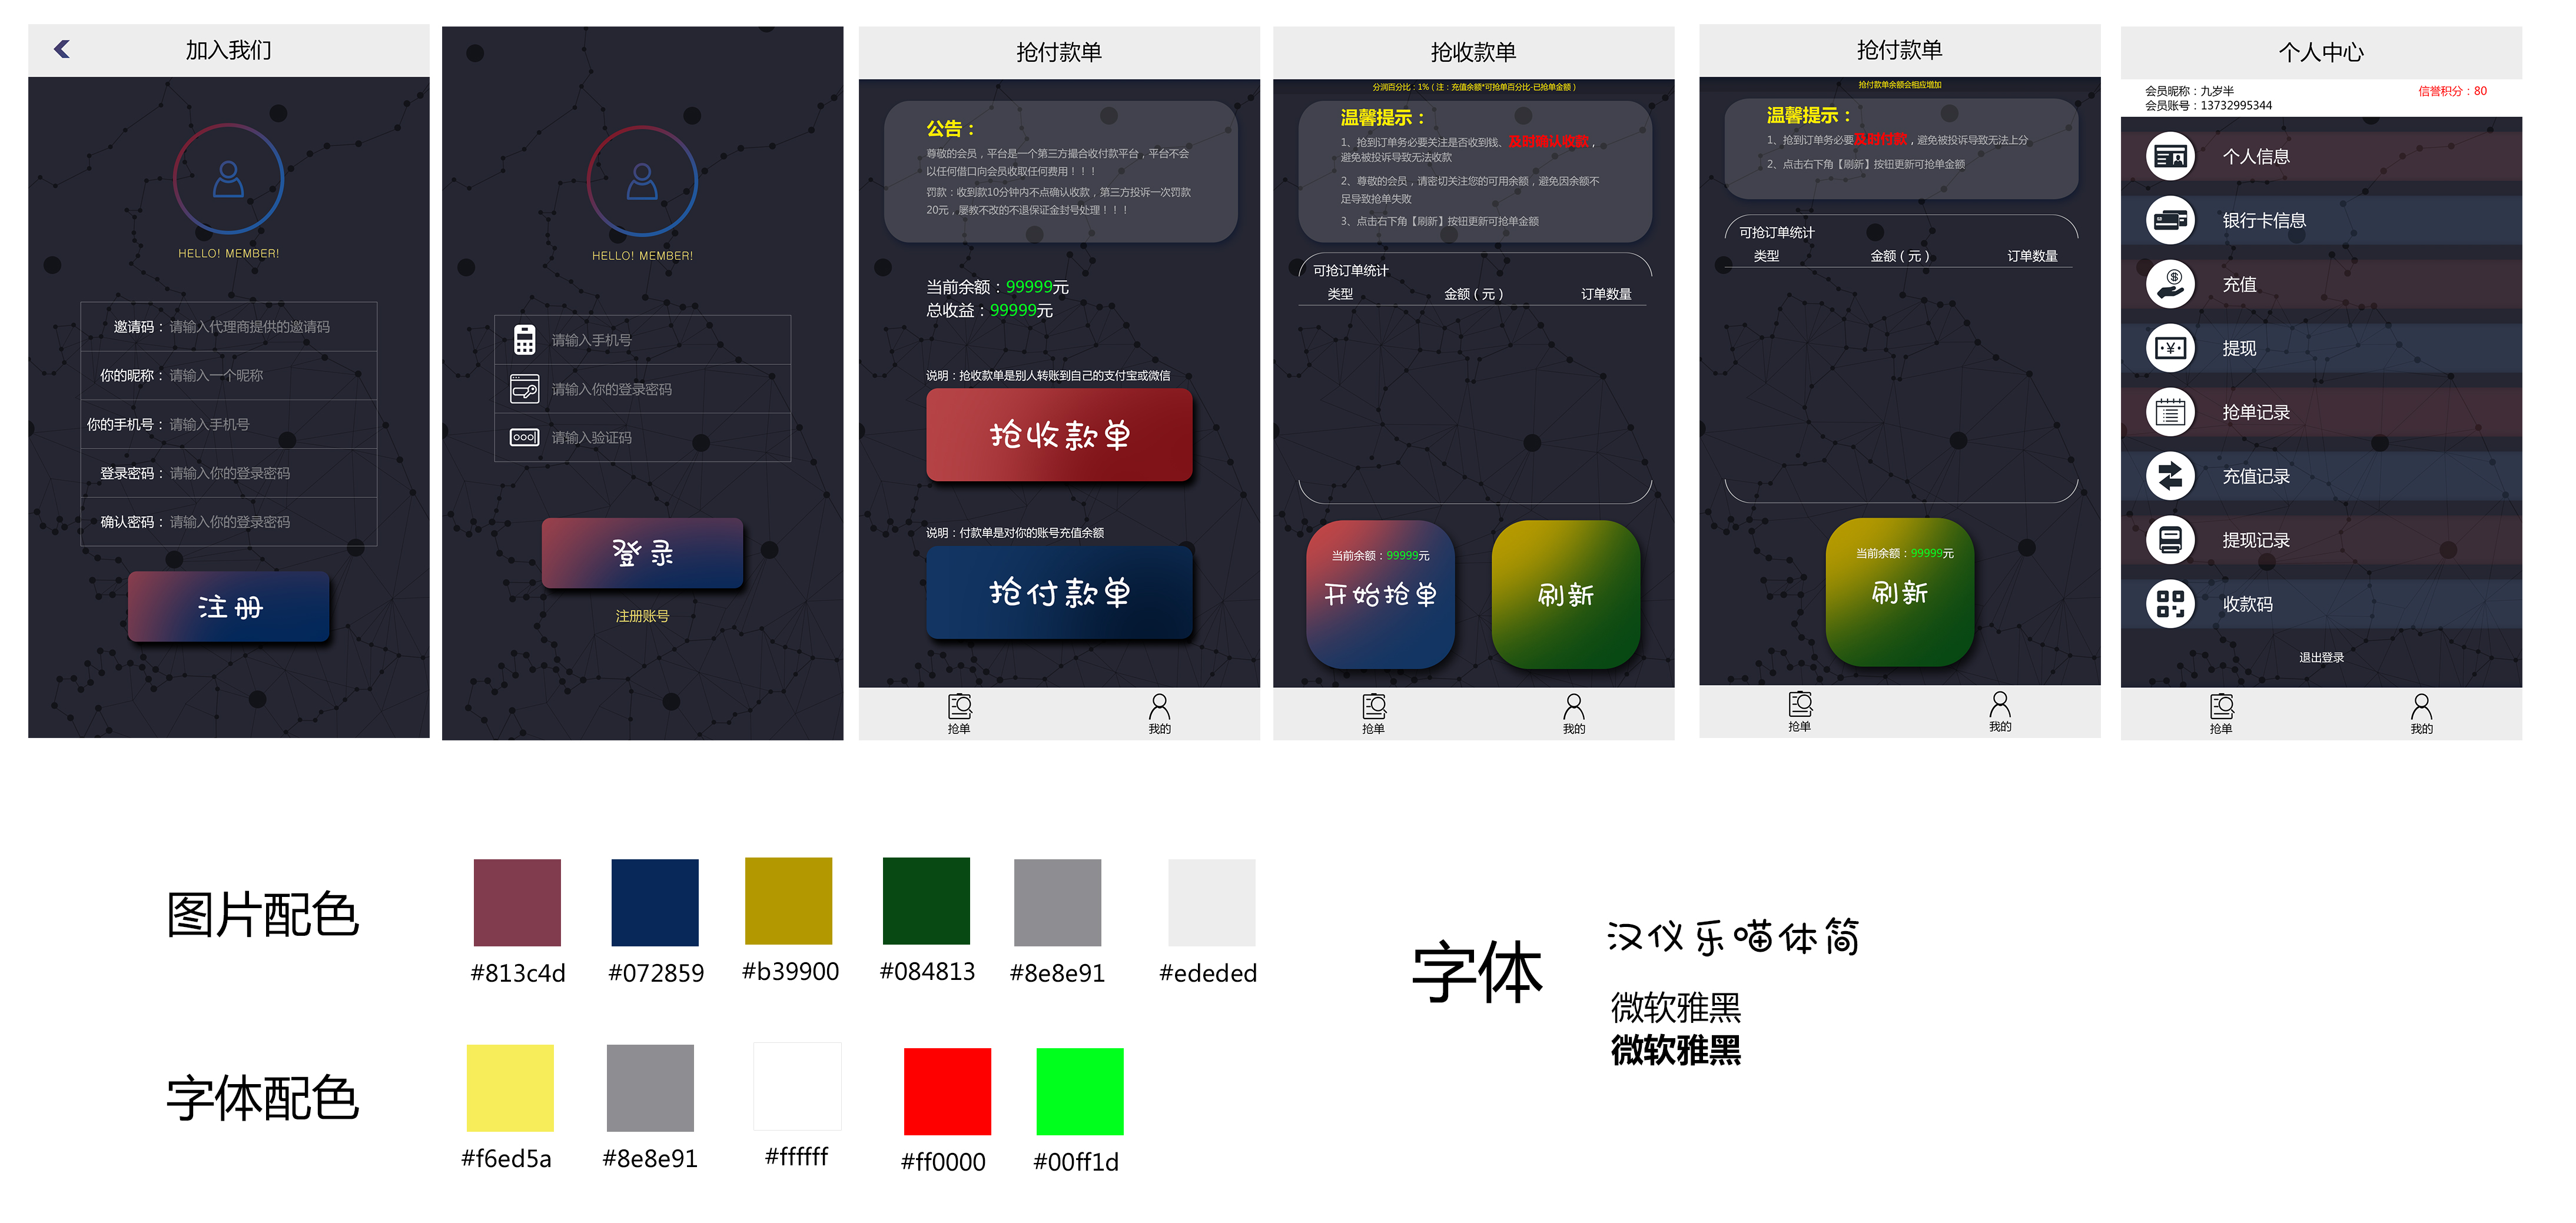 加入我们
HELLO! MEMBER!
邀请码：请输入代理商提供的邀请码
你的昵称：请输入一个昵称
你的手机号：请输入手机号
登录密码：请输入你的登录密码
确认密码：请输入你的登录密码
注册
HELLO! MEMBER!
请输入手机号
请输入你的登录密码
请输入验证码
登录
注册账号
抢付款单
公告：
尊敬的会员，平台是一个第三方撮合收付款平台，平台不会
以任何借口向会员收取任何费用！！！
罚款：收到款10分钟内不点确认收款，第三方投诉一次罚款
20元，屡教不改的不退保证金封号处理！！！
当前余额：99999元
总收益：99999元
说明：抢收款单是别人转账到自己的支付宝或微信
抢收款单
说明：付款单是对你的账号充值余额
抢付款单
抢单
我的
抢收款单
分润百分比：1%（注：充值余额*可抢单百分比-已抢单金额）
温馨提示：
1、抢到订单务必要关注是否收到钱、及时确认收款，
避免被投诉导致无法收款
2、尊敬的会员，请密切关注您的可用余额，避免因余额不
足导致抢单失败
3、点击右下角【刷新】按钮更新可抢单金额
可抢订单统计
类型 金额（元） 订单数量
当前余额：99999元
开始抢单
刷新
抢单
我的
抢付款单
抢付款单余额会相应增加
温馨提示：
1、抢到订单务必要及时付款，避免被投诉导致无法上分
2、点击右下角【刷新】按钮更新可抢单金额
可抢订单统计
类型 金额（元） 订单数量
当前余额：99999元
刷新
抢单
我的
个人中心
会员昵称：九岁半
信誉积分：80
会员账号：13732995344
个人信息
银行卡信息
充值
提现
抢单记录
充值记录
提现记录
收款码
退出登录
抢单
我的
图片配色
#813c4d #072859 #b39900 #084813 #8e8e91 #ededed
字体配色
#f6ed5a #8e8e91 #ffffff #ff0000 #00ff1d
字体
汉仪乐喵体简
微软雅黑
微软雅黑